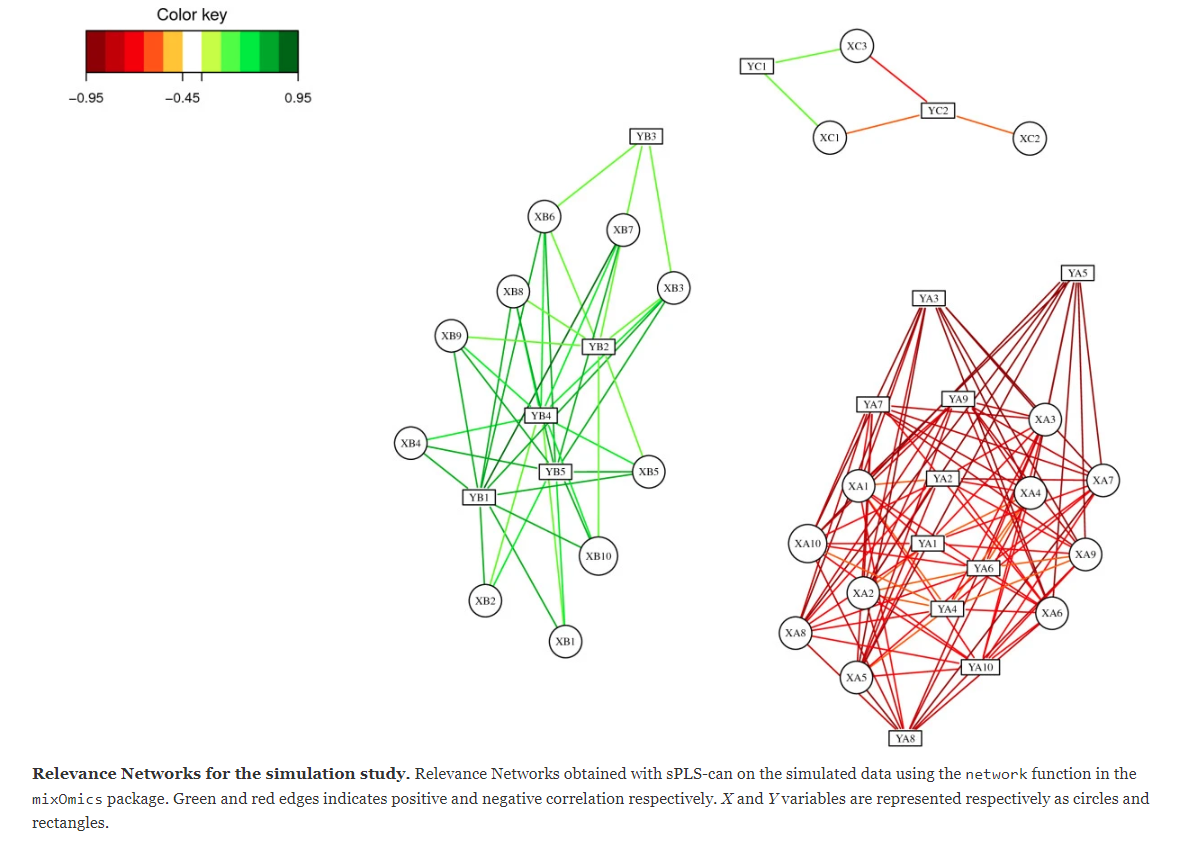 Color key
−0.95
−0.45
0.95
XC3
YC1
YC2
XC1
XC2
YB3
XB6
XB7
XB8
XB3
XB9
YB2
YB4
XB4
YB5
XB5
YB1
XB10
XB2
XB1
YA5
YA3
YA9
YA7
XA3
YA2
XA7
XA1
XA4
XA10
YA1
XA9
YA6
XA2
YA4
XA6
XA8
YA10
XA5
YA8
Relevance Networks for the simulation study. Relevance Networks obtained with sPLS-can on the simulated data using the network function in the
mixOmics package. Green and red edges indicates positive and negative correlation respectively. X and Y variables are represented respectively as circles and
rectangles.